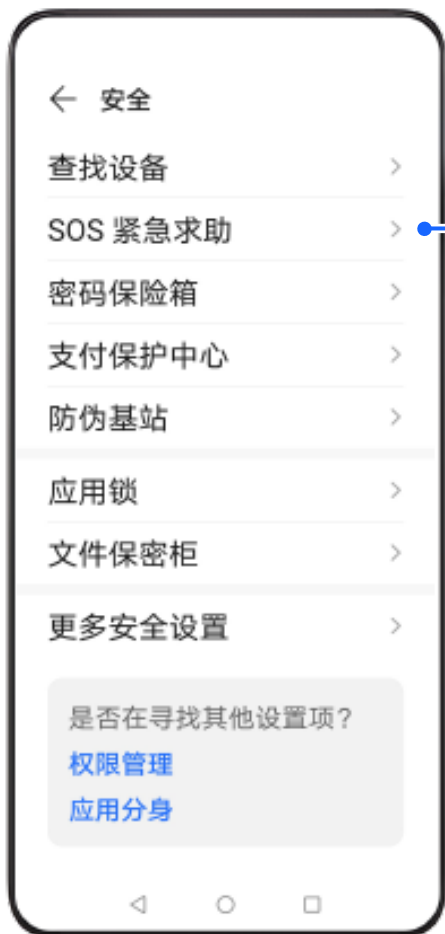 安全
查找设备
SOS 紧急求助
密码保险箱
支付保护中心
防伪基站
应用锁
文件保密柜
更多安全设置
是否在寻找其他设置项?
权限管理
应用分身